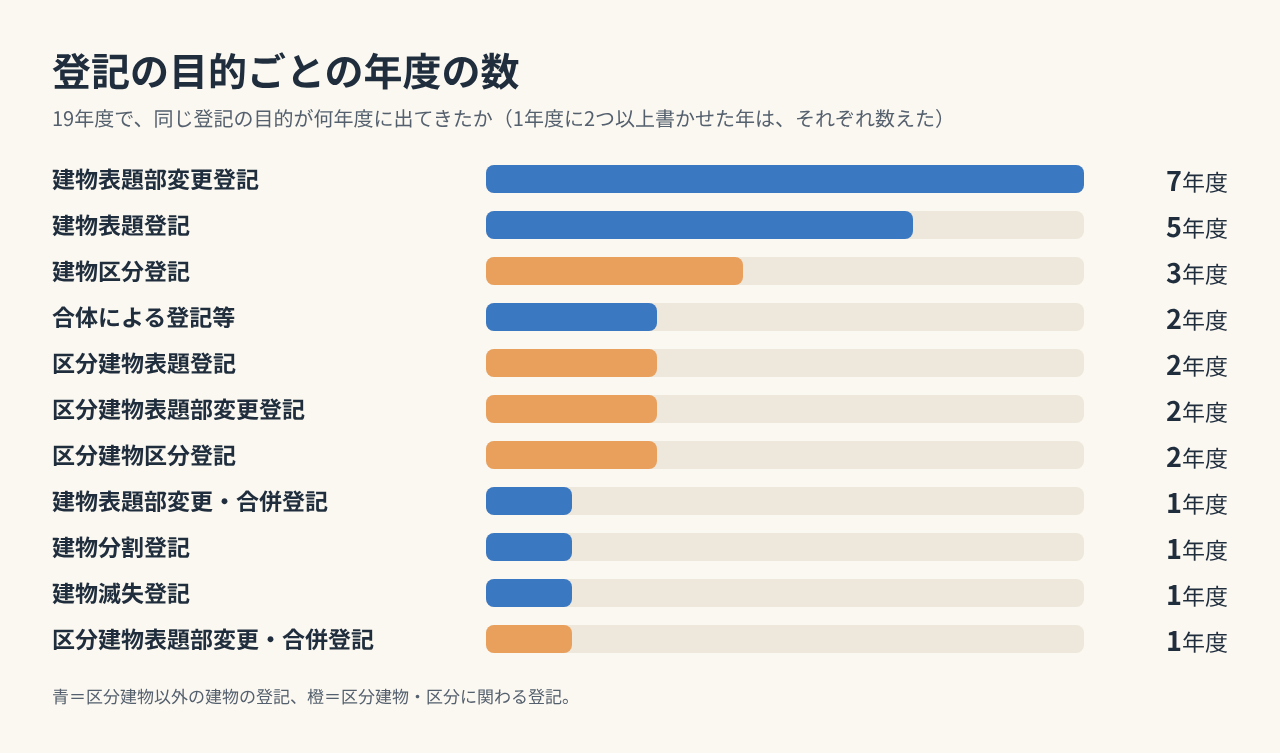 登記の目的ごとの年度の数
19年度で、同じ登記の目的が何年度に出てきたか（1年度に2つ以上書かせた年は、それぞれ数えた）
建物表題部変更登記 7年度
建物表題登記 5年度
建物区分登記 3年度
合体による登記等 2年度
区分建物表題登記 2年度
区分建物表題部変更登記 2年度
区分建物区分登記 2年度
建物表題部変更・合併登記 1年度
建物分割登記 1年度
建物滅失登記 1年度
区分建物表題部変更・合併登記 1年度
青＝区分建物以外の建物の登記、橙＝区分建物・区分に関わる登記。